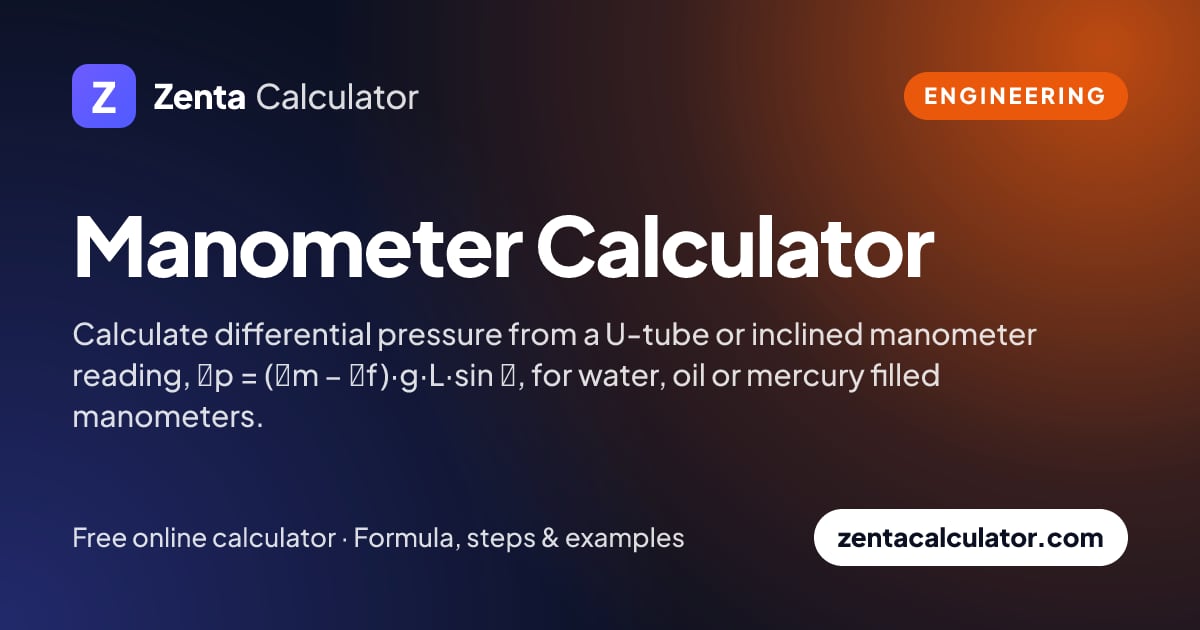 Z
Zenta Calculator
ENGINEERING
Manometer Calculator
Calculate differential pressure from a U-tube or inclined manometer
reading, ▯p = (▯m − ▯f)·g·L·sin ▯, for water, oil or mercury filled
manometers.
Free online calculator · Formula, steps & examples
zentacalculator.com